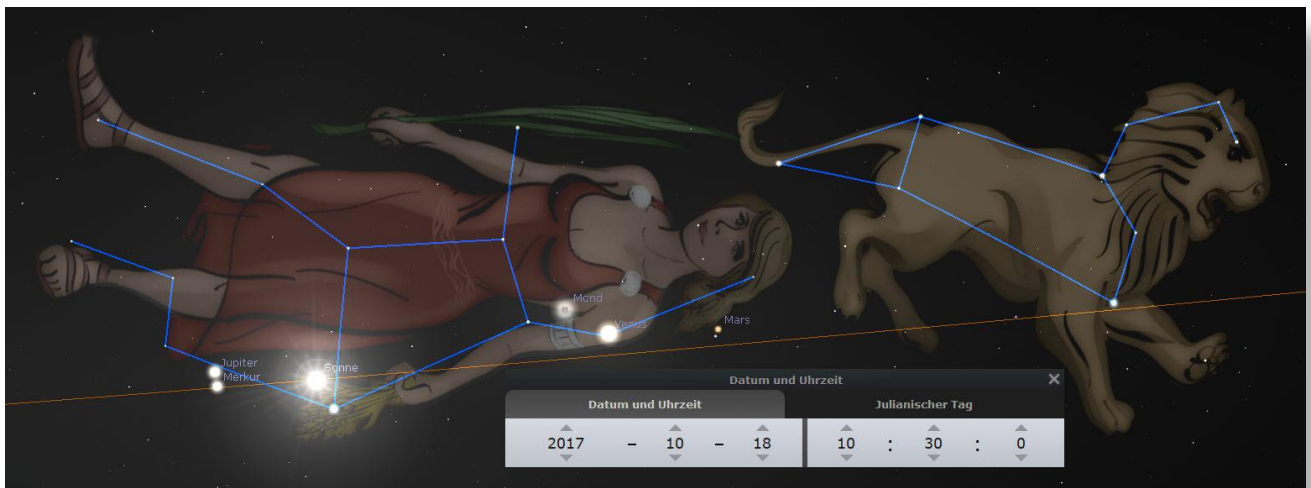 Mond
Venus
Mars
Jupiter
Sonne
Merkur
Datum und Uhrzeit ×
Datum und Uhrzeit Julianischer Tag
2017 – 10 – 18 10 : 30 : 0